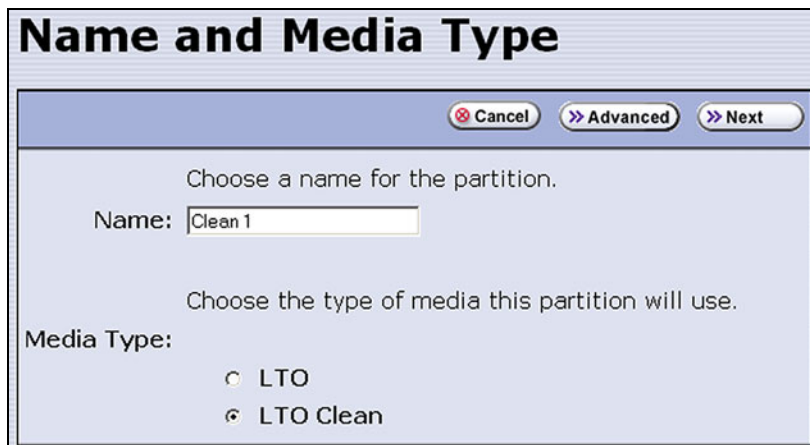 Name and Media Type
Cancel
Advanced
Next
Choose a name for the partition.
Name: Clean 1
Choose the type of media this partition will use.
Media Type:
LTO
LTO Clean